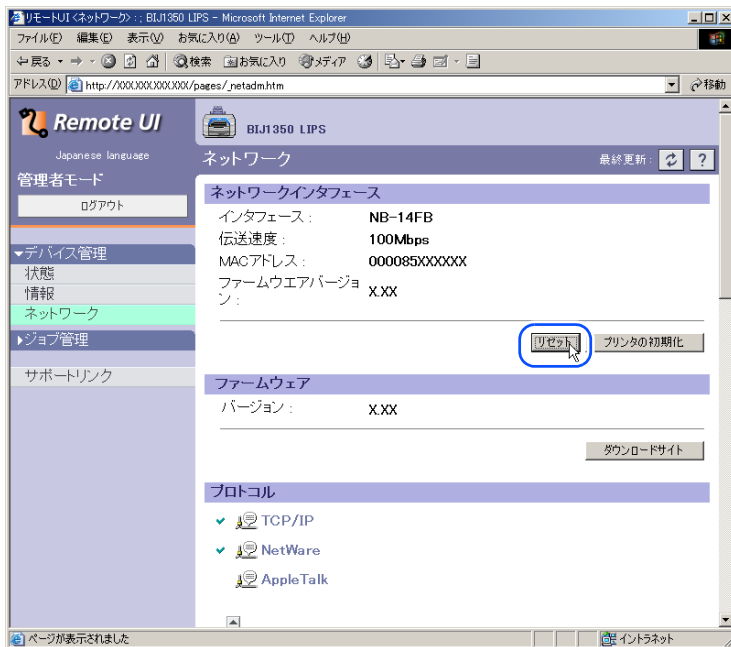 リモートUI <ネットワーク> : ; BIJ1350 LIPS - Microsoft Internet Explorer
ファイル(F) 編集(E) 表示(V) お気に入り(A) ツール(T) ヘルプ(H)
戻る 検索 お気に入り メディア
アドレス(D) http://XXX.XXX.XXX.XXX/pages/_netadm.htm 移動
Remote UI
Japanese language
管理者モード
ログアウト
▼デバイス管理
状態
情報
ネットワーク
▶ジョブ管理
サポートリンク
BIJ1350 LIPS
ネットワーク 最終更新 : ?
ネットワークインタフェース
インタフェース : NB-14FB
伝送速度 : 100Mbps
MACアドレス : 000085XXXXXX
ファームウエアバージョ
ン : X.XX
リセット プリンタの初期化
ファームウェア
バージョン : X.XX
ダウンロードサイト
プロトコル
TCP/IP
NetWare
AppleTalk
ページが表示されました イントラネット